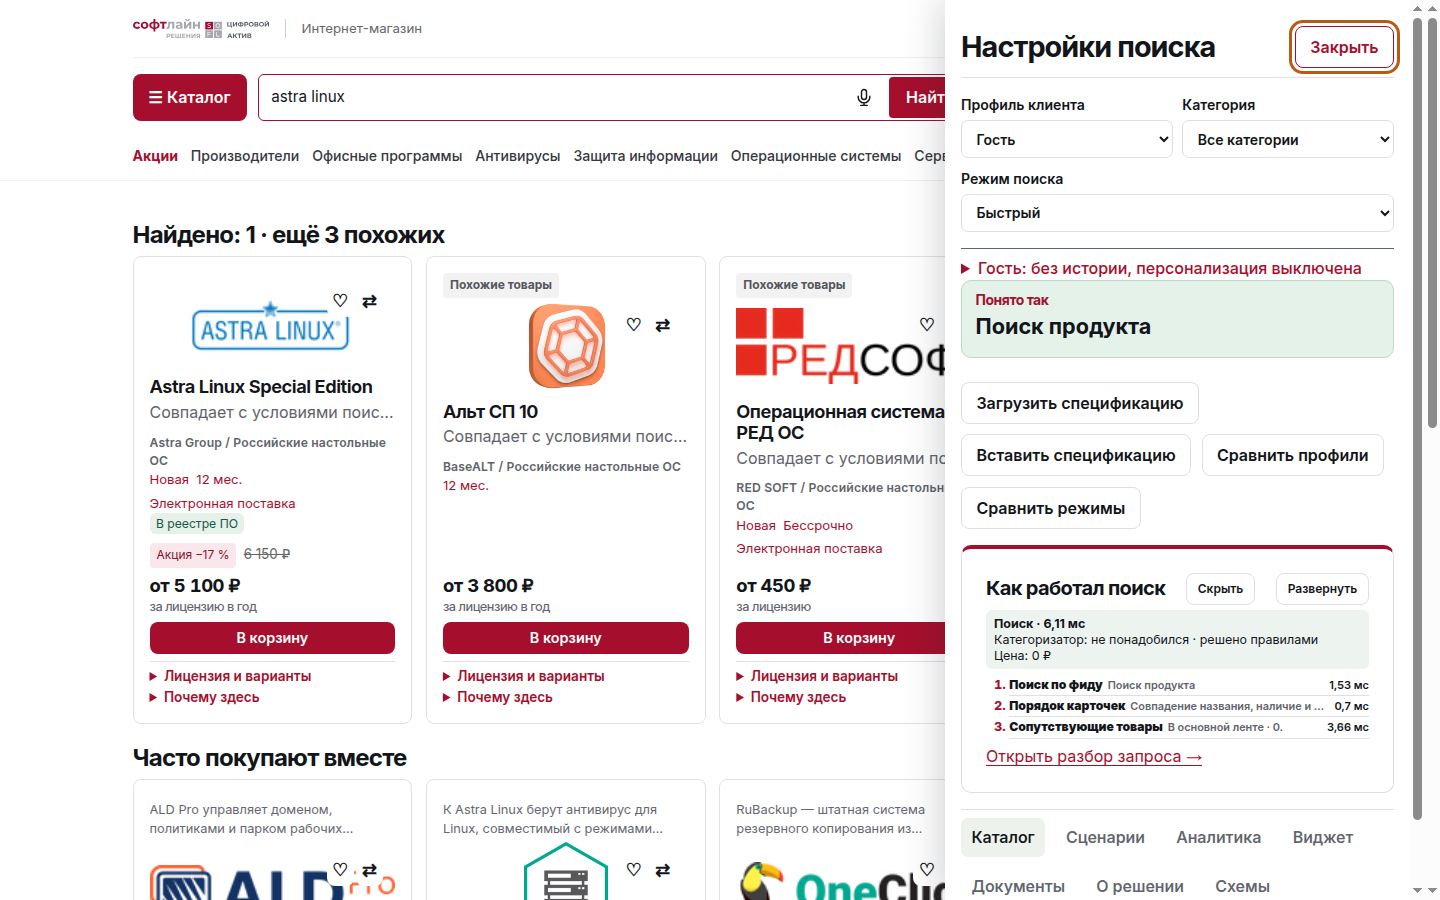 софтлайн
РЕШЕНИЯ
ЦИФРОВОЙ
АКТИВ
Интернет-магазин
☰ Каталог
astra linux
Найт
Акции Производители Офисные программы Антивирусы Защита информации Операционные системы Серв
Найдено: 1 · ещё 3 похожих
ASTRA LINUX®
Astra Linux Special Edition
Совпадает с условиями поис...
Astra Group / Российские настольные
ОС
Новая 12 мес.
Электронная поставка
В реестре ПО
Акция −17 % 6 150 ₽
от 5 100 ₽
за лицензию в год
В корзину
Лицензия и варианты
Почему здесь
Похожие товары
Альт СП 10
Совпадает с условиями поис...
BaseALT / Российские настольные ОС
12 мес.
от 3 800 ₽
за лицензию в год
В корзину
Лицензия и варианты
Почему здесь
Похожие товары
РЕДСОФ
Операционная система
РЕД ОС
Совпадает с условиями по
RED SOFT / Российские настольн
ОС
Новая Бессрочно
Электронная поставка
от 450 ₽
за лицензию
В корзину
Лицензия и варианты
Почему здесь
Часто покупают вместе
ALD Pro управляет доменом,
политиками и парком рабочих...
ALD Pro
К Astra Linux берут антивирус для
Linux, совместимый с режимами...
RuBackup — штатная система
резервного копирования из...
OneClic
Настройки поиска
Закрыть
Профиль клиента
Категория
Гость
Все категории
Режим поиска
Быстрый
Гость: без истории, персонализация выключена
Понято так
Поиск продукта
Загрузить спецификацию
Вставить спецификацию
Сравнить профили
Сравнить режимы
Как работал поиск
Скрыть
Развернуть
Поиск · 6,11 мс
Категоризатор: не понадобился · решено правилами
Цена: 0 ₽
1. Поиск по фиду Поиск продукта 1,53 мс
2. Порядок карточек Совпадение названия, наличие и ... 0,7 мс
3. Сопутствующие товары В основной ленте · 0. 3,66 мс
Открыть разбор запроса →
Каталог Сценарии Аналитика Виджет
Документы О решении Схемы